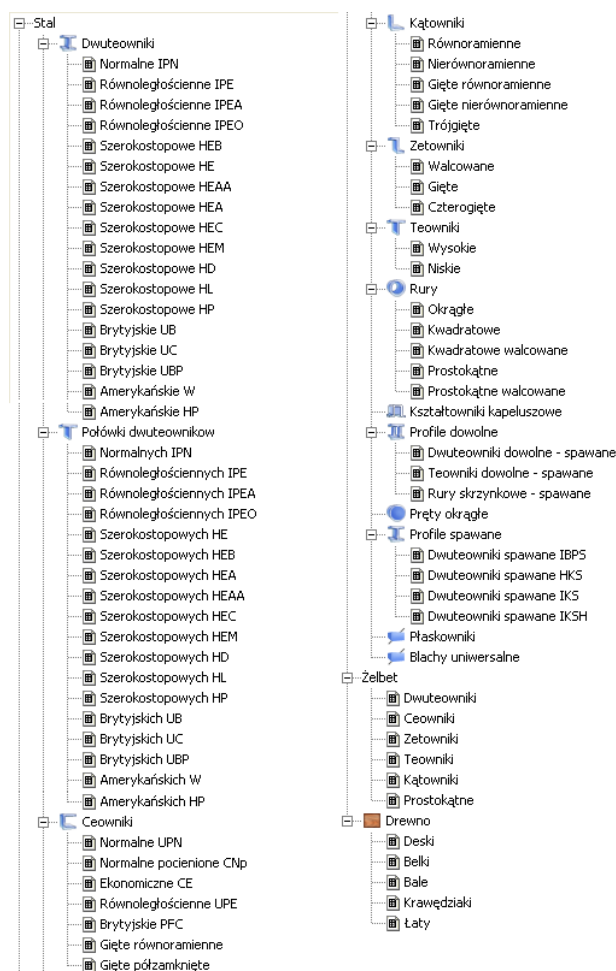 Stal
Dwuteowniki
Normalne IPN
Równoległościenne IPE
Równoległościenne IPEA
Równoległościenne IPEO
Szerokostopowe HEB
Szerokostopowe HE
Szerokostopowe HEAA
Szerokostopowe HEA
Szerokostopowe HEC
Szerokostopowe HEM
Szerokostopowe HD
Szerokostopowe HL
Szerokostopowe HP
Brytyjskie UB
Brytyjskie UC
Brytyjskie UBP
Amerykańskie W
Amerykańskie HP
Połówki dwuteownikow
Normalnych IPN
Równoległościennych IPE
Równoległościennych IPEA
Równoległościennych IPEO
Szerokostopowych HE
Szerokostopowych HEB
Szerokostopowych HEA
Szerokostopowych HEAA
Szerokostopowych HEC
Szerokostopowych HEM
Szerokostopowych HD
Szerokostopowych HL
Szerokostopowych HP
Brytyjskich UB
Brytyjskich UC
Brytyjskich UBP
Amerykańskich W
Amerykańskich HP
Ceowniki
Normalne UPN
Normalne pocienione CNp
Ekonomiczne CE
Równoległościenne UPE
Brytyjskie PFC
Gięte równoramienne
Gięte półzamknięte
Kątowniki
Równoramienne
Nierównoramienne
Gięte równoramienne
Gięte nierównoramienne
Trójgięte
Zetowniki
Walcowane
Gięte
Czterogięte
Teowniki
Wysokie
Niskie
Rury
Okrągłe
Kwadratowe
Kwadratowe walcowane
Prostokątne
Prostokątne walcowane
Kształtowniki kapeluszowe
Profile dowolne
Dwuteowniki dowolne - spawane
Teowniki dowolne - spawane
Rury skrzynkowe - spawane
Pręty okrągłe
Profile spawane
Dwuteowniki spawane IBPS
Dwuteowniki spawane HKS
Dwuteowniki spawane IKS
Dwuteowniki spawane IKSH
Płaskowniki
Blachy uniwersalne
Żelbet
Dwuteowniki
Ceowniki
Zetowniki
Teowniki
Kątowniki
Prostokątne
Drewno
Deski
Belki
Bale
Krawędziaki
Łaty